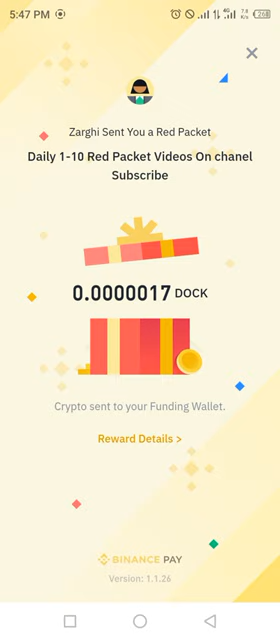 5:47 PM
Zarghi Sent You a Red Packet
Daily 1-10 Red Packet Videos On chanel
Subscribe
0.0000017 DOCK
Crypto sent to your Funding Wallet.
Reward Details >
BINANCE PAY
Version: 1.1.26